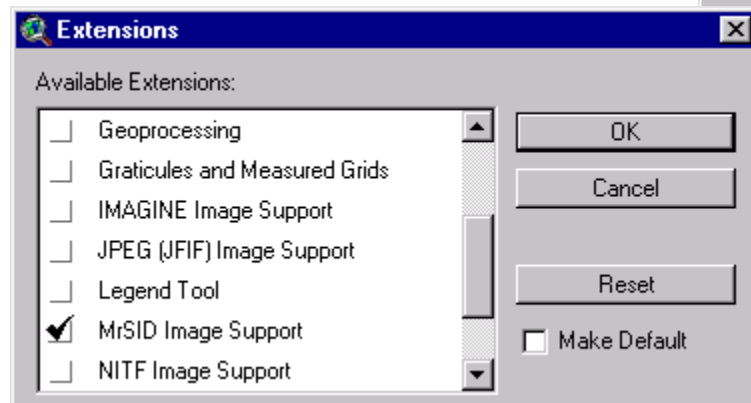 Extensions
Available Extensions:
Geoprocessing
Graticules and Measured Grids
IMAGINE Image Support
JPEG (JFIF) Image Support
Legend Tool
MrSID Image Support
NITF Image Support
OK
Cancel
Reset
Make Default